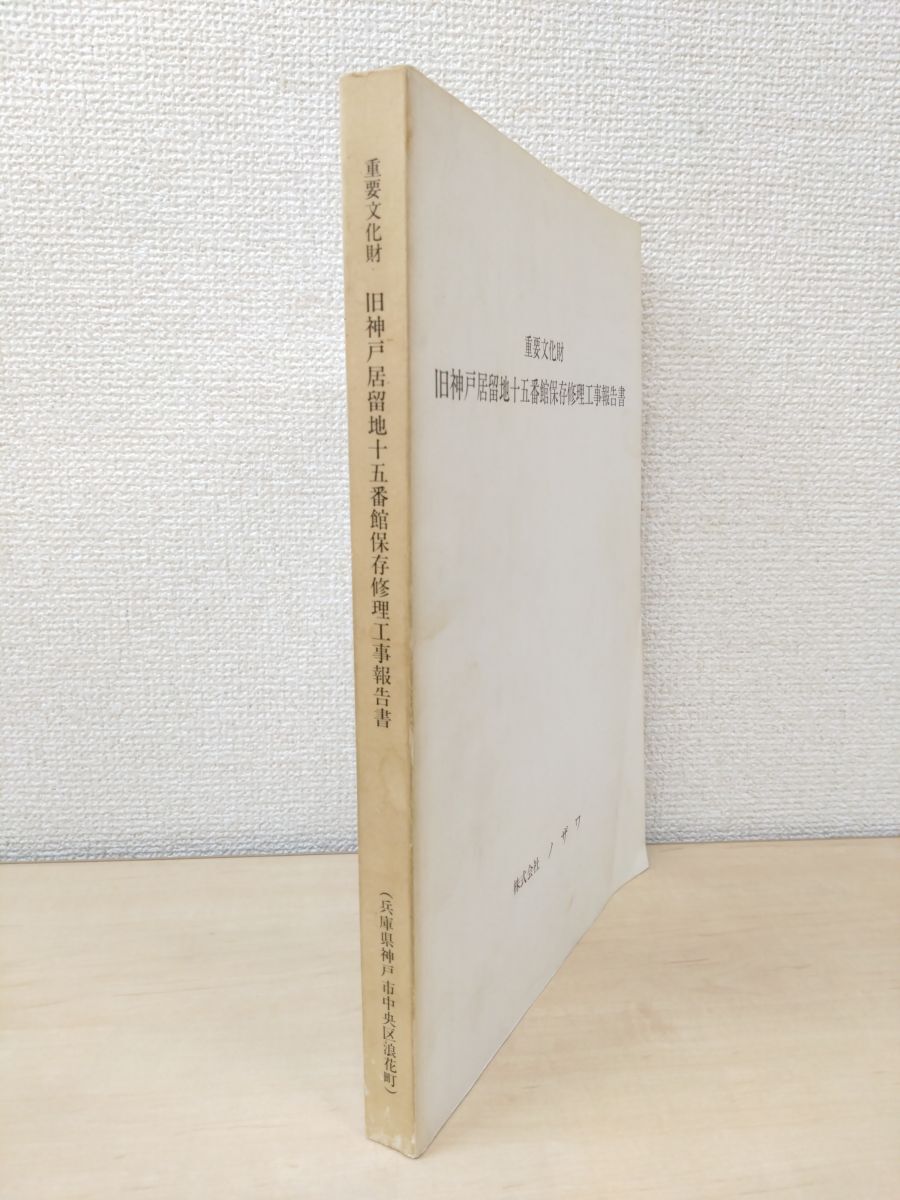 重要文化財
旧神戸居留地十五番館保存修理工事報告書
(兵庫県神戸市中央区浪花町)
重要文化財
旧神戸居留地十五番館保存修理工事報告書
株式会社 ノザワ